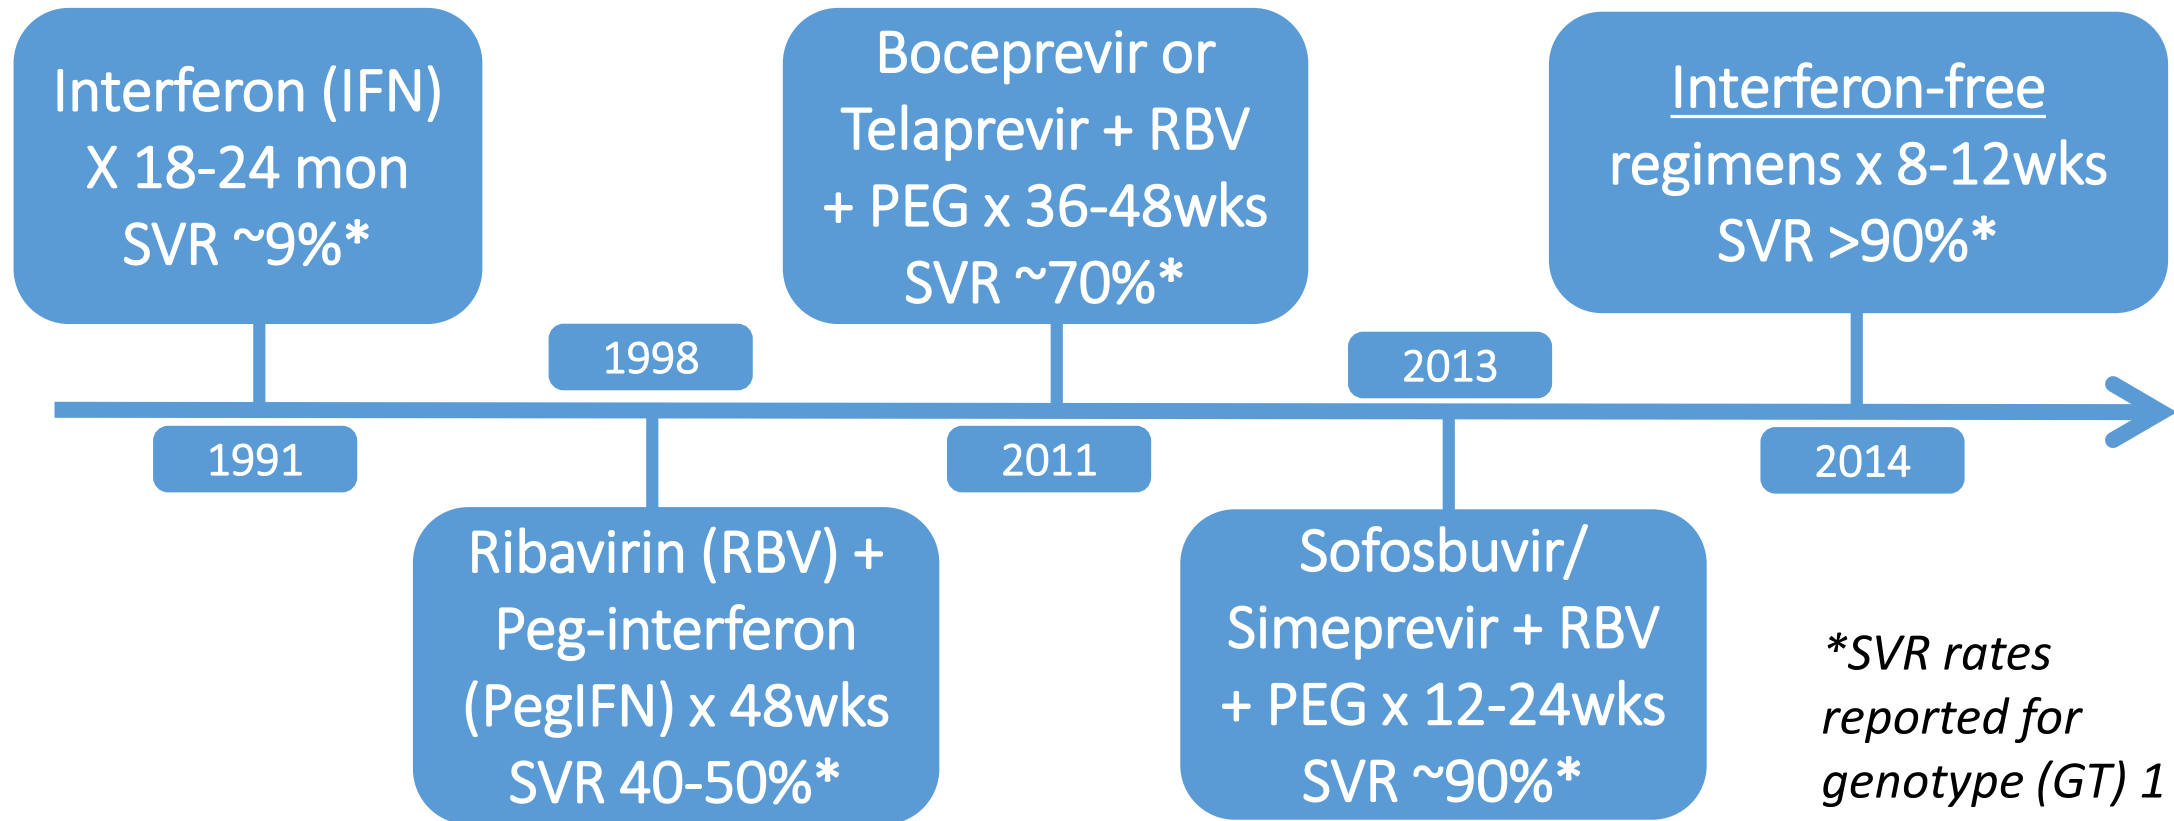 Interferon (IFN)
X 18-24 mon
SVR ~9%*
1991
1998
Ribavirin (RBV) +
Peg-interferon
(PegIFN) x 48wks
SVR 40-50%*
Boceprevir or
Telaprevir + RBV
+ PEG x 36-48wks
SVR ~70%*
2011
2013
Sofosbuvir/
Simeprevir + RBV
+ PEG x 12-24wks
SVR ~90%*
Interferon-free
regimens x 8-12wks
SVR >90%*
2014
*SVR rates
reported for
genotype (GT) 1